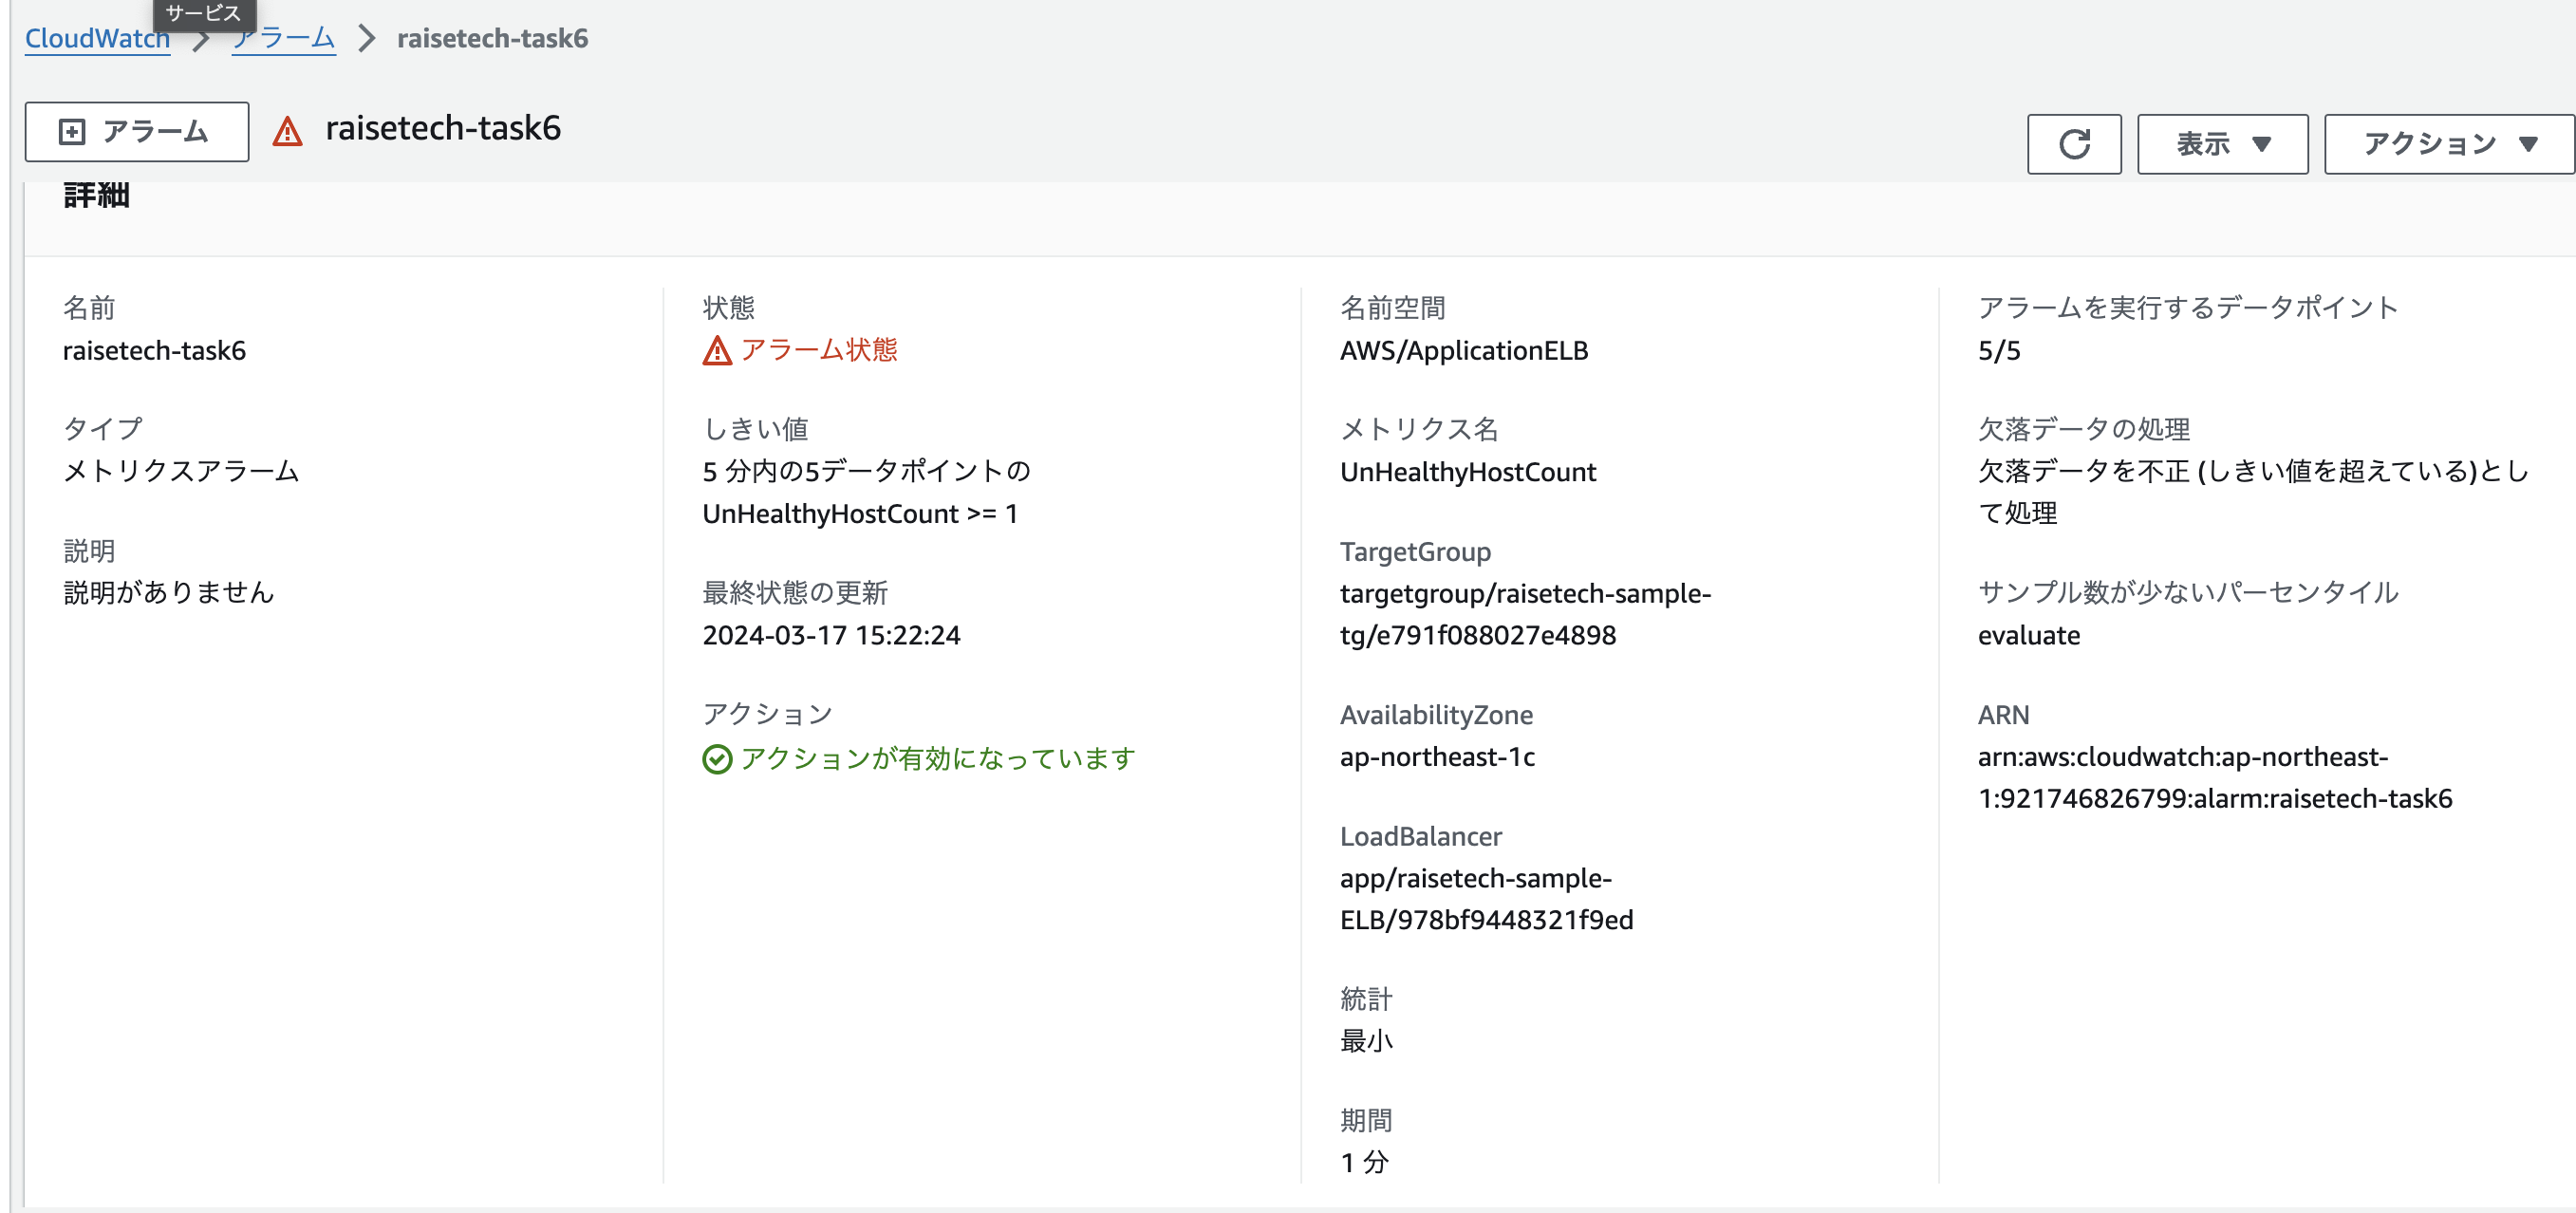 サービス
CloudWatch
アラーム
raisetech-task6
アラーム
raisetech-task6
表示
アクション
詳細
名前
raisetech-task6
タイプ
メトリクスアラーム
説明
説明がありません
状態
アラーム状態
しきい値
5 分内の5データポイントの
UnHealthyHostCount >= 1
最終状態の更新
2024-03-17 15:22:24
アクション
アクションが有効になっています
名前空間
AWS/ApplicationELB
メトリクス名
UnHealthyHostCount
TargetGroup
targetgroup/raisetech-sample-
tg/e791f088027e4898
AvailabilityZone
ap-northeast-1c
LoadBalancer
app/raisetech-sample-
ELB/978bf9448321f9ed
統計
最小
期間
1 分
アラームを実行するデータポイント
5/5
欠落データの処理
欠落データを不正 (しきい値を超えている)とし
て処理
サンプル数が少ないパーセンタイル
evaluate
ARN
arn:aws:cloudwatch:ap-northeast-
1:921746826799:alarm:raisetech-task6